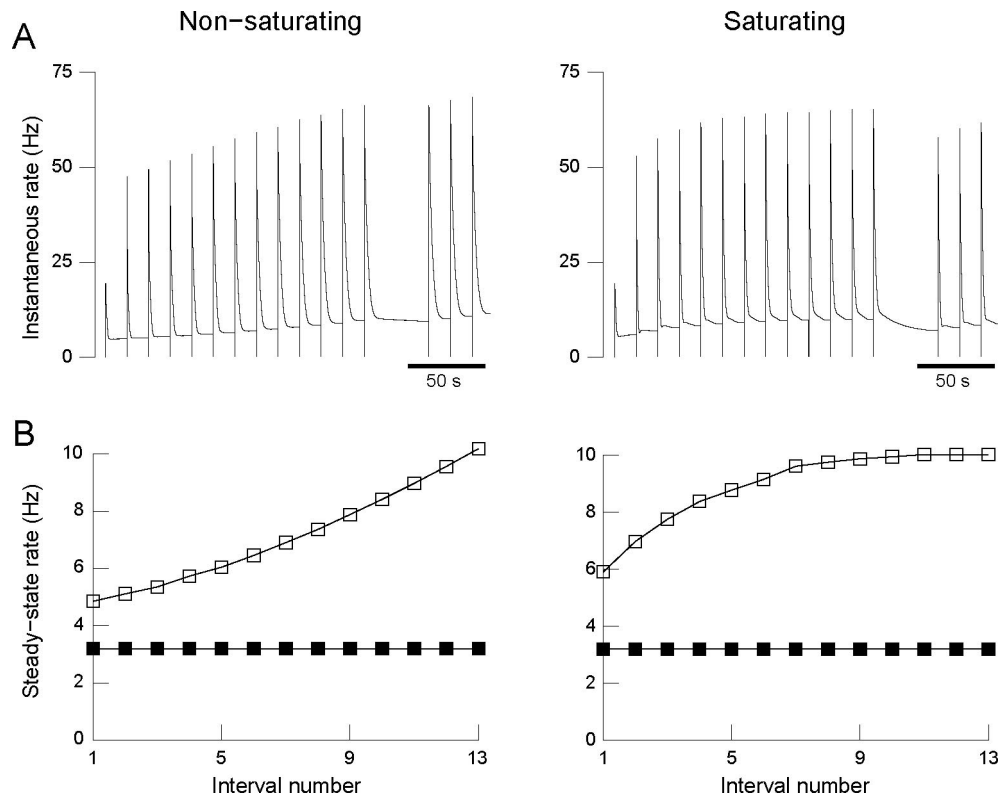 Non−saturating
Saturating
A
Instantaneous rate (Hz)
75
50
25
0
50 s
75
50
25
0
50 s
B
Steady−state rate (Hz)
10
8
6
4
2
0
1
5
9
13
Interval number
10
8
6
4
2
0
1
5
9
13
Interval number